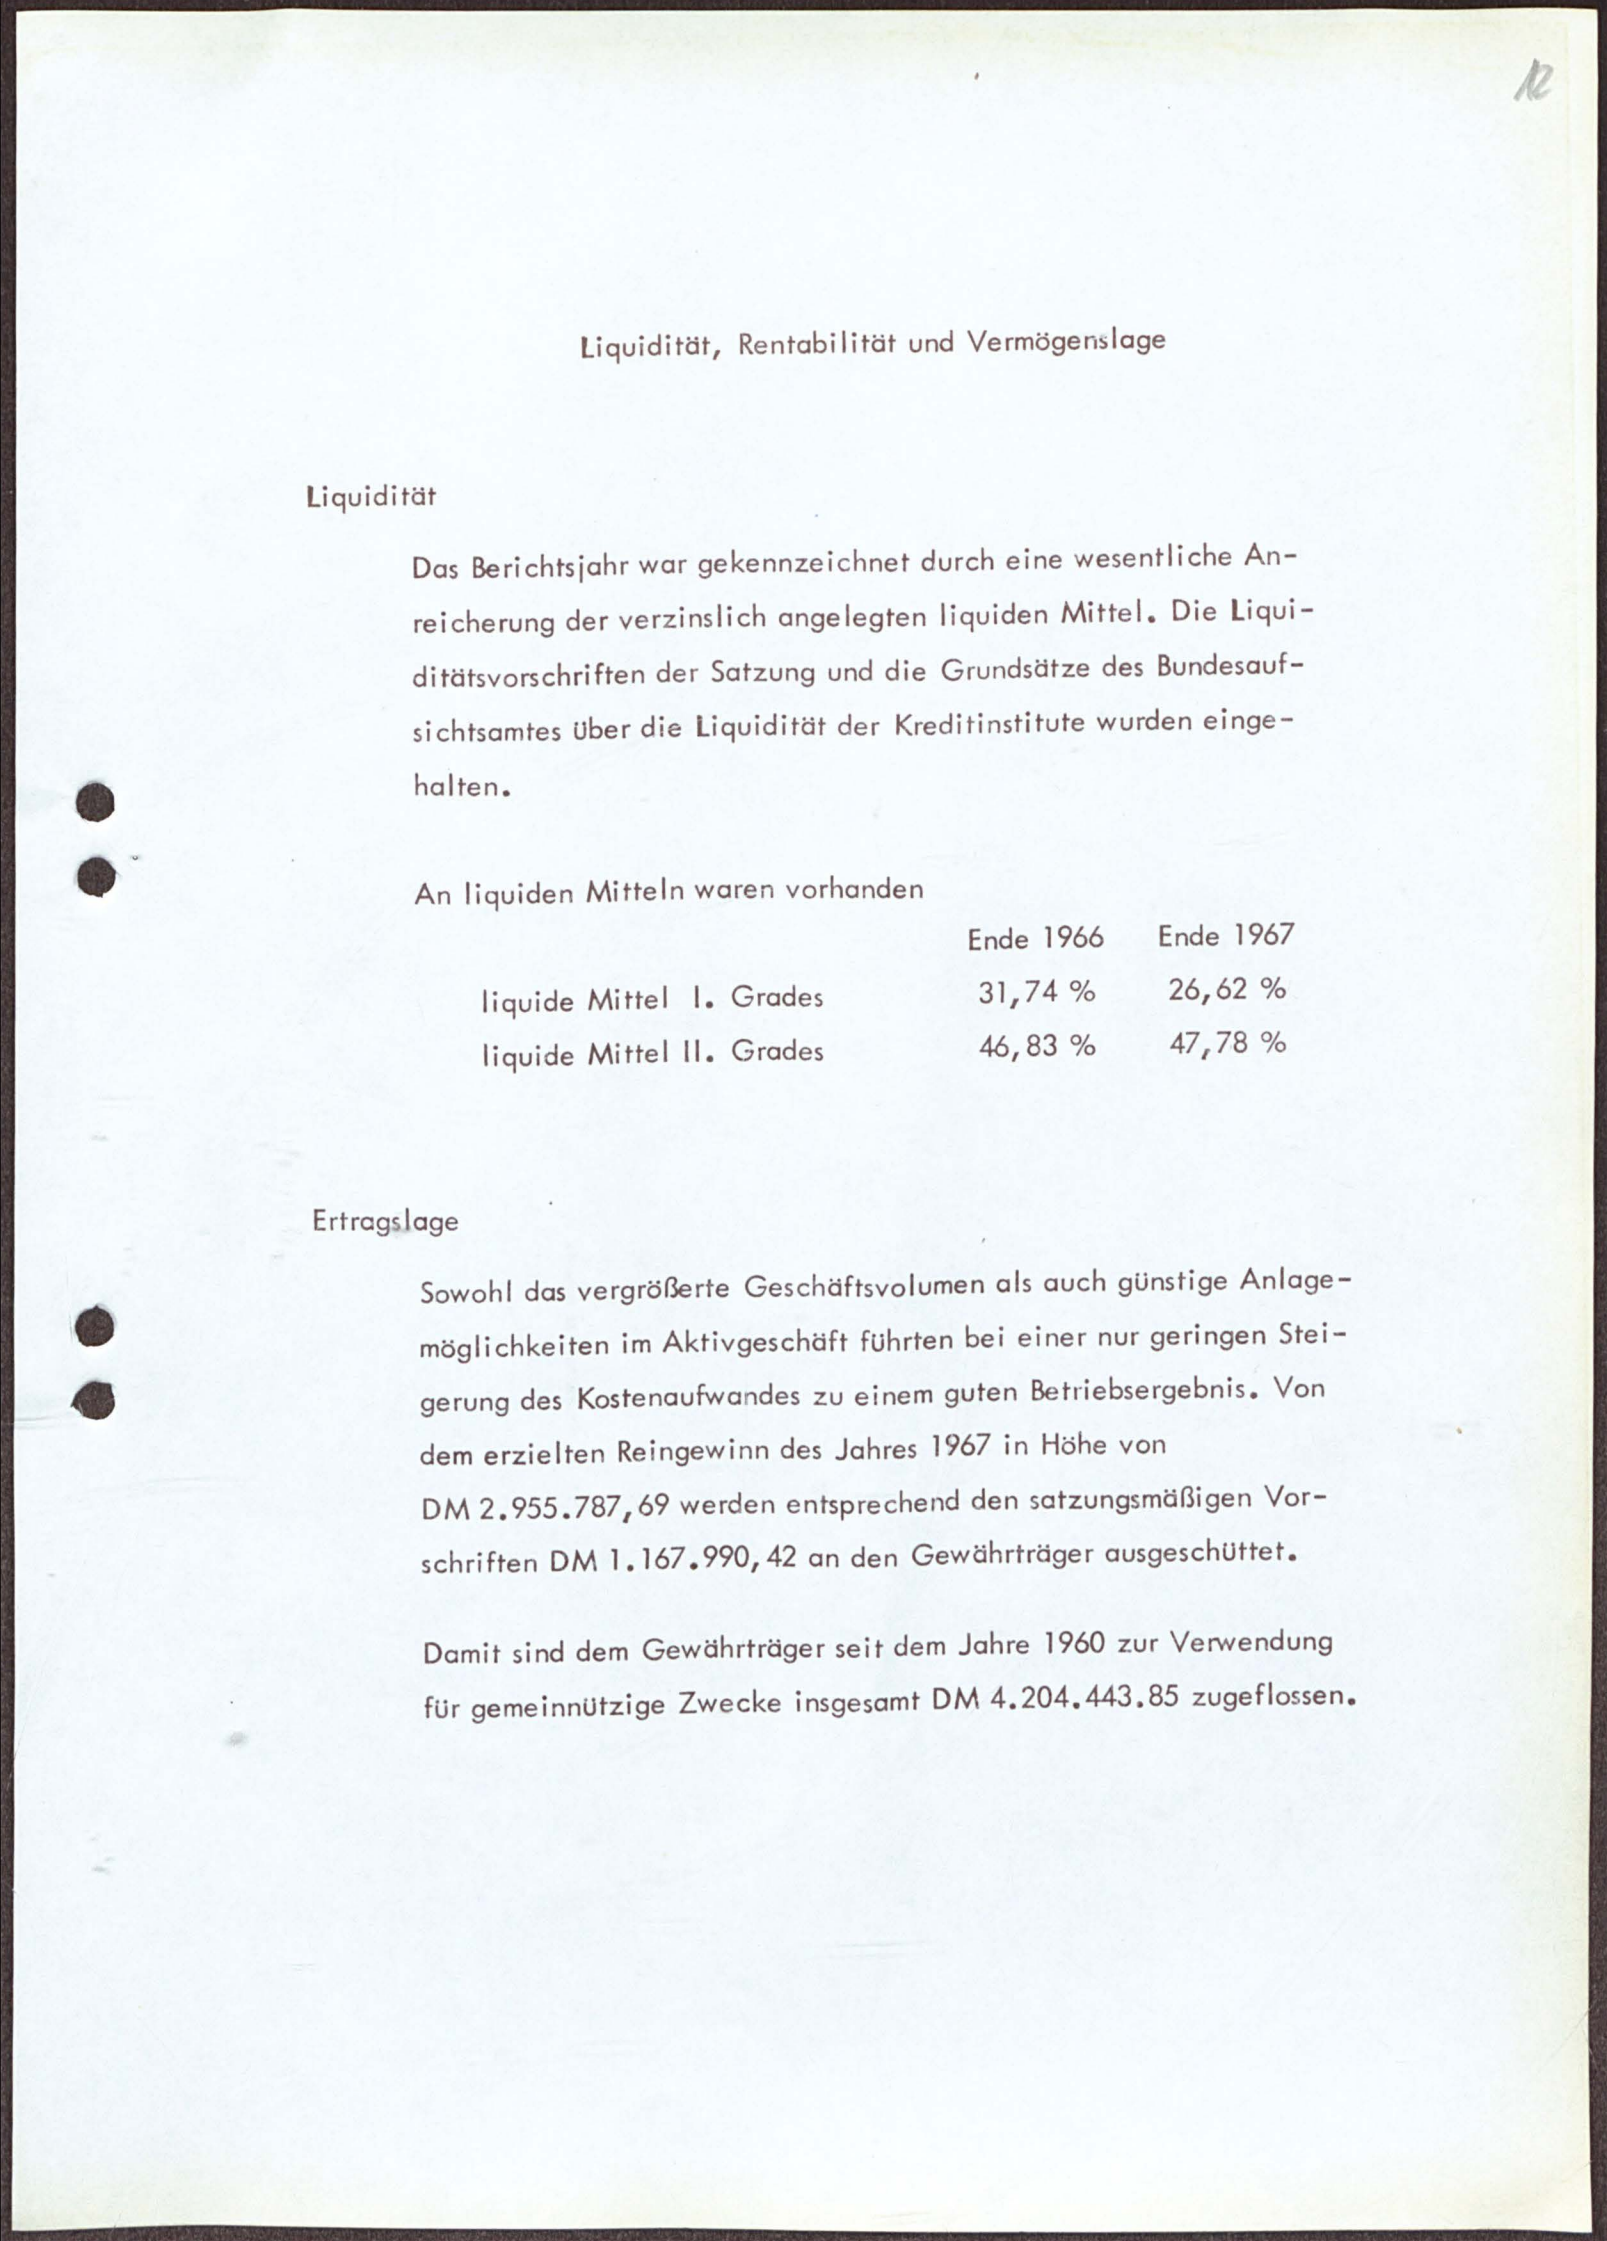 12
Liquidität, Rentabilität und Vermögenslage
Liquidität
Das Berichtsjahr war gekennzeichnet durch eine wesentliche An-
reicherung der verzinslich angelegten liquiden Mittel. Die Liqui-
ditätsvorschriften der Satzung und die Grundsätze des Bundesauf-
sichtsamtes über die Liquidität der Kreditinstitute wurden einge-
halten.
An liquiden Mitteln waren vorhanden
Ende 1966 Ende 1967
liquide Mittel I. Grades 31,74 % 26,62 %
liquide Mittel II. Grades 46,83 % 47,78 %
Ertragslage
Sowohl das vergrößerte Geschäftsvolumen als auch günstige Anlage-
möglichkeiten im Aktivgeschäft führten bei einer nur geringen Stei-
gerung des Kostenaufwandes zu einem guten Betriebsergebnis. Von
dem erzielten Reingewinn des Jahres 1967 in Höhe von
DM 2.955.787,69 werden entsprechend den satzungsmäßigen Vor-
schriften DM 1.167.990,42 an den Gewährträger ausgeschüttet.
Damit sind dem Gewährträger seit dem Jahre 1960 zur Verwendung
für gemeinnützige Zwecke insgesamt DM 4.204.443.85 zugeflossen.